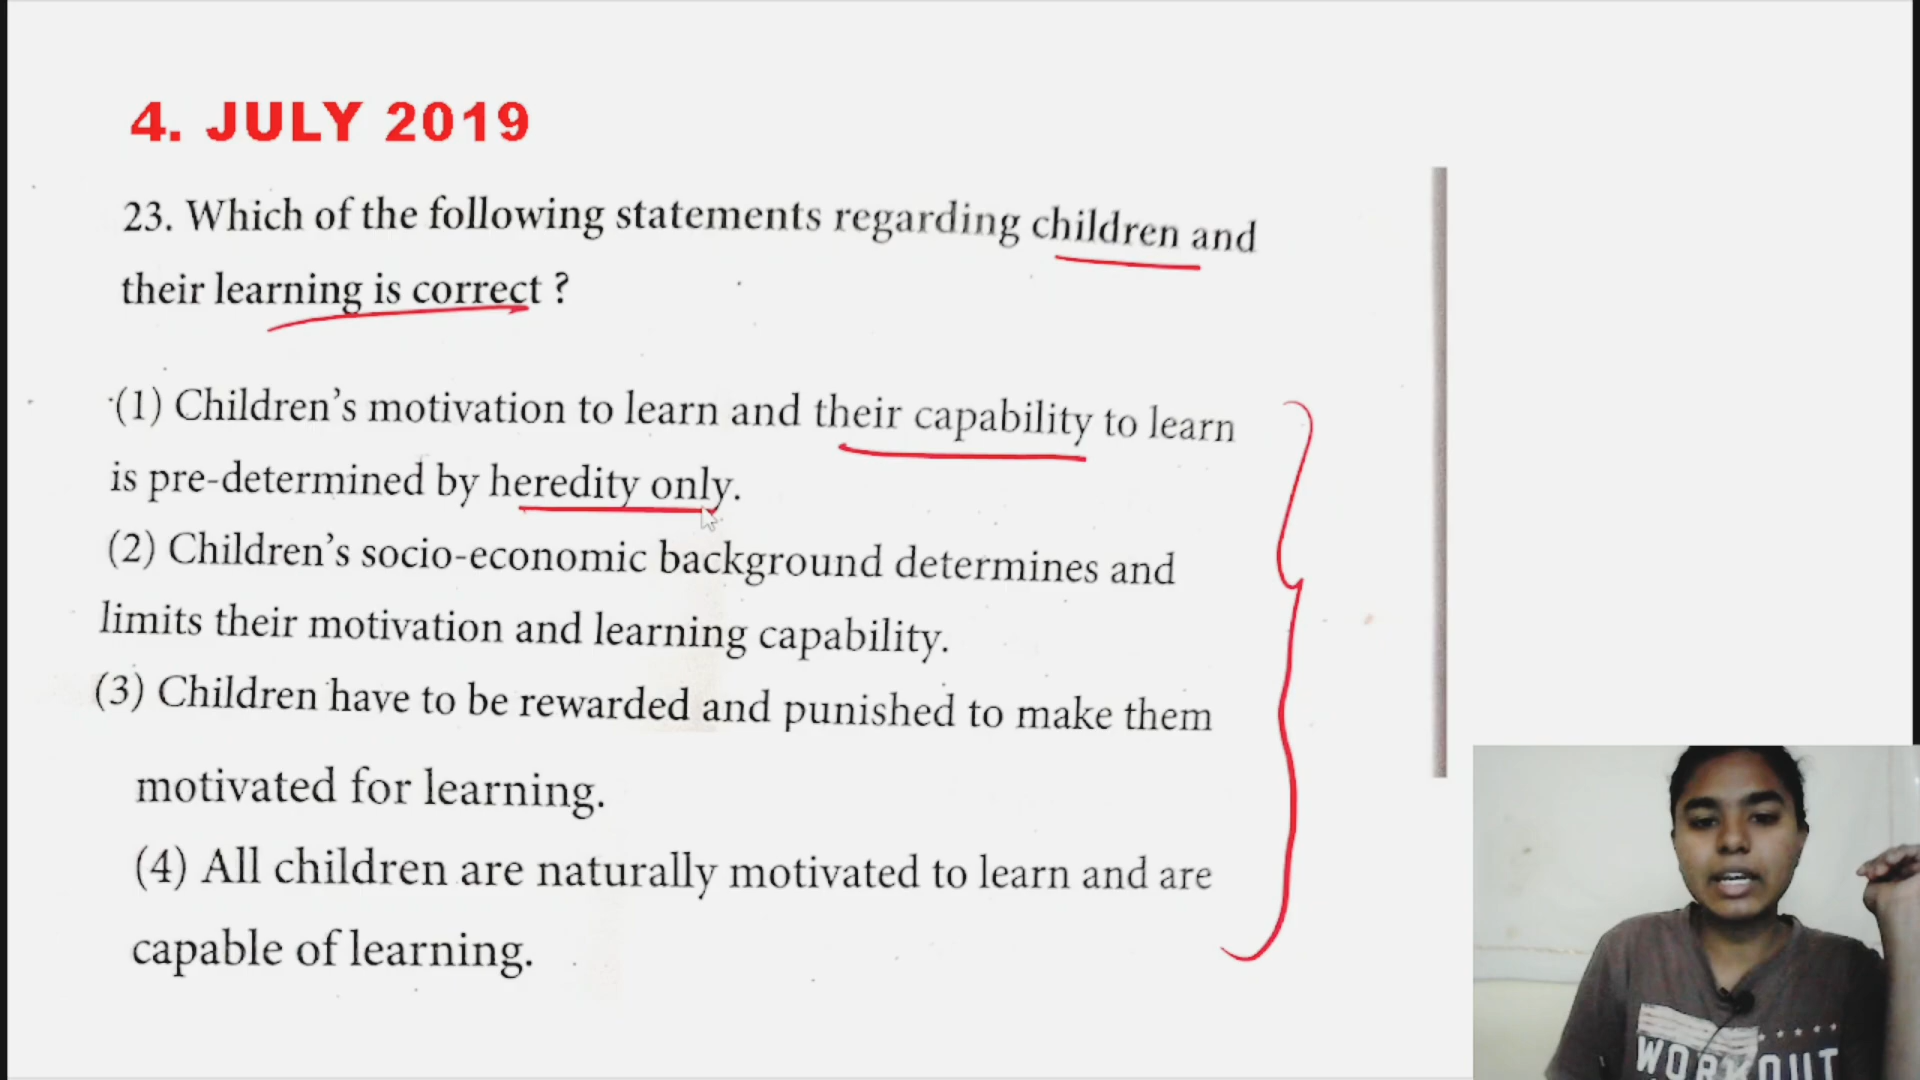 4. JULY 2019
23. Which of the following statements regarding children and
their learning is correct ?
(1) Children’s motivation to learn and their capability to learn
is pre-determined by heredity only.
(2) Children’s socio-economic background determines and
limits their motivation and learning capability.
(3) Children have to be rewarded and punished to make them
motivated for learning.
(4) All children are naturally motivated to learn and are
capable of learning.
WORKOUT